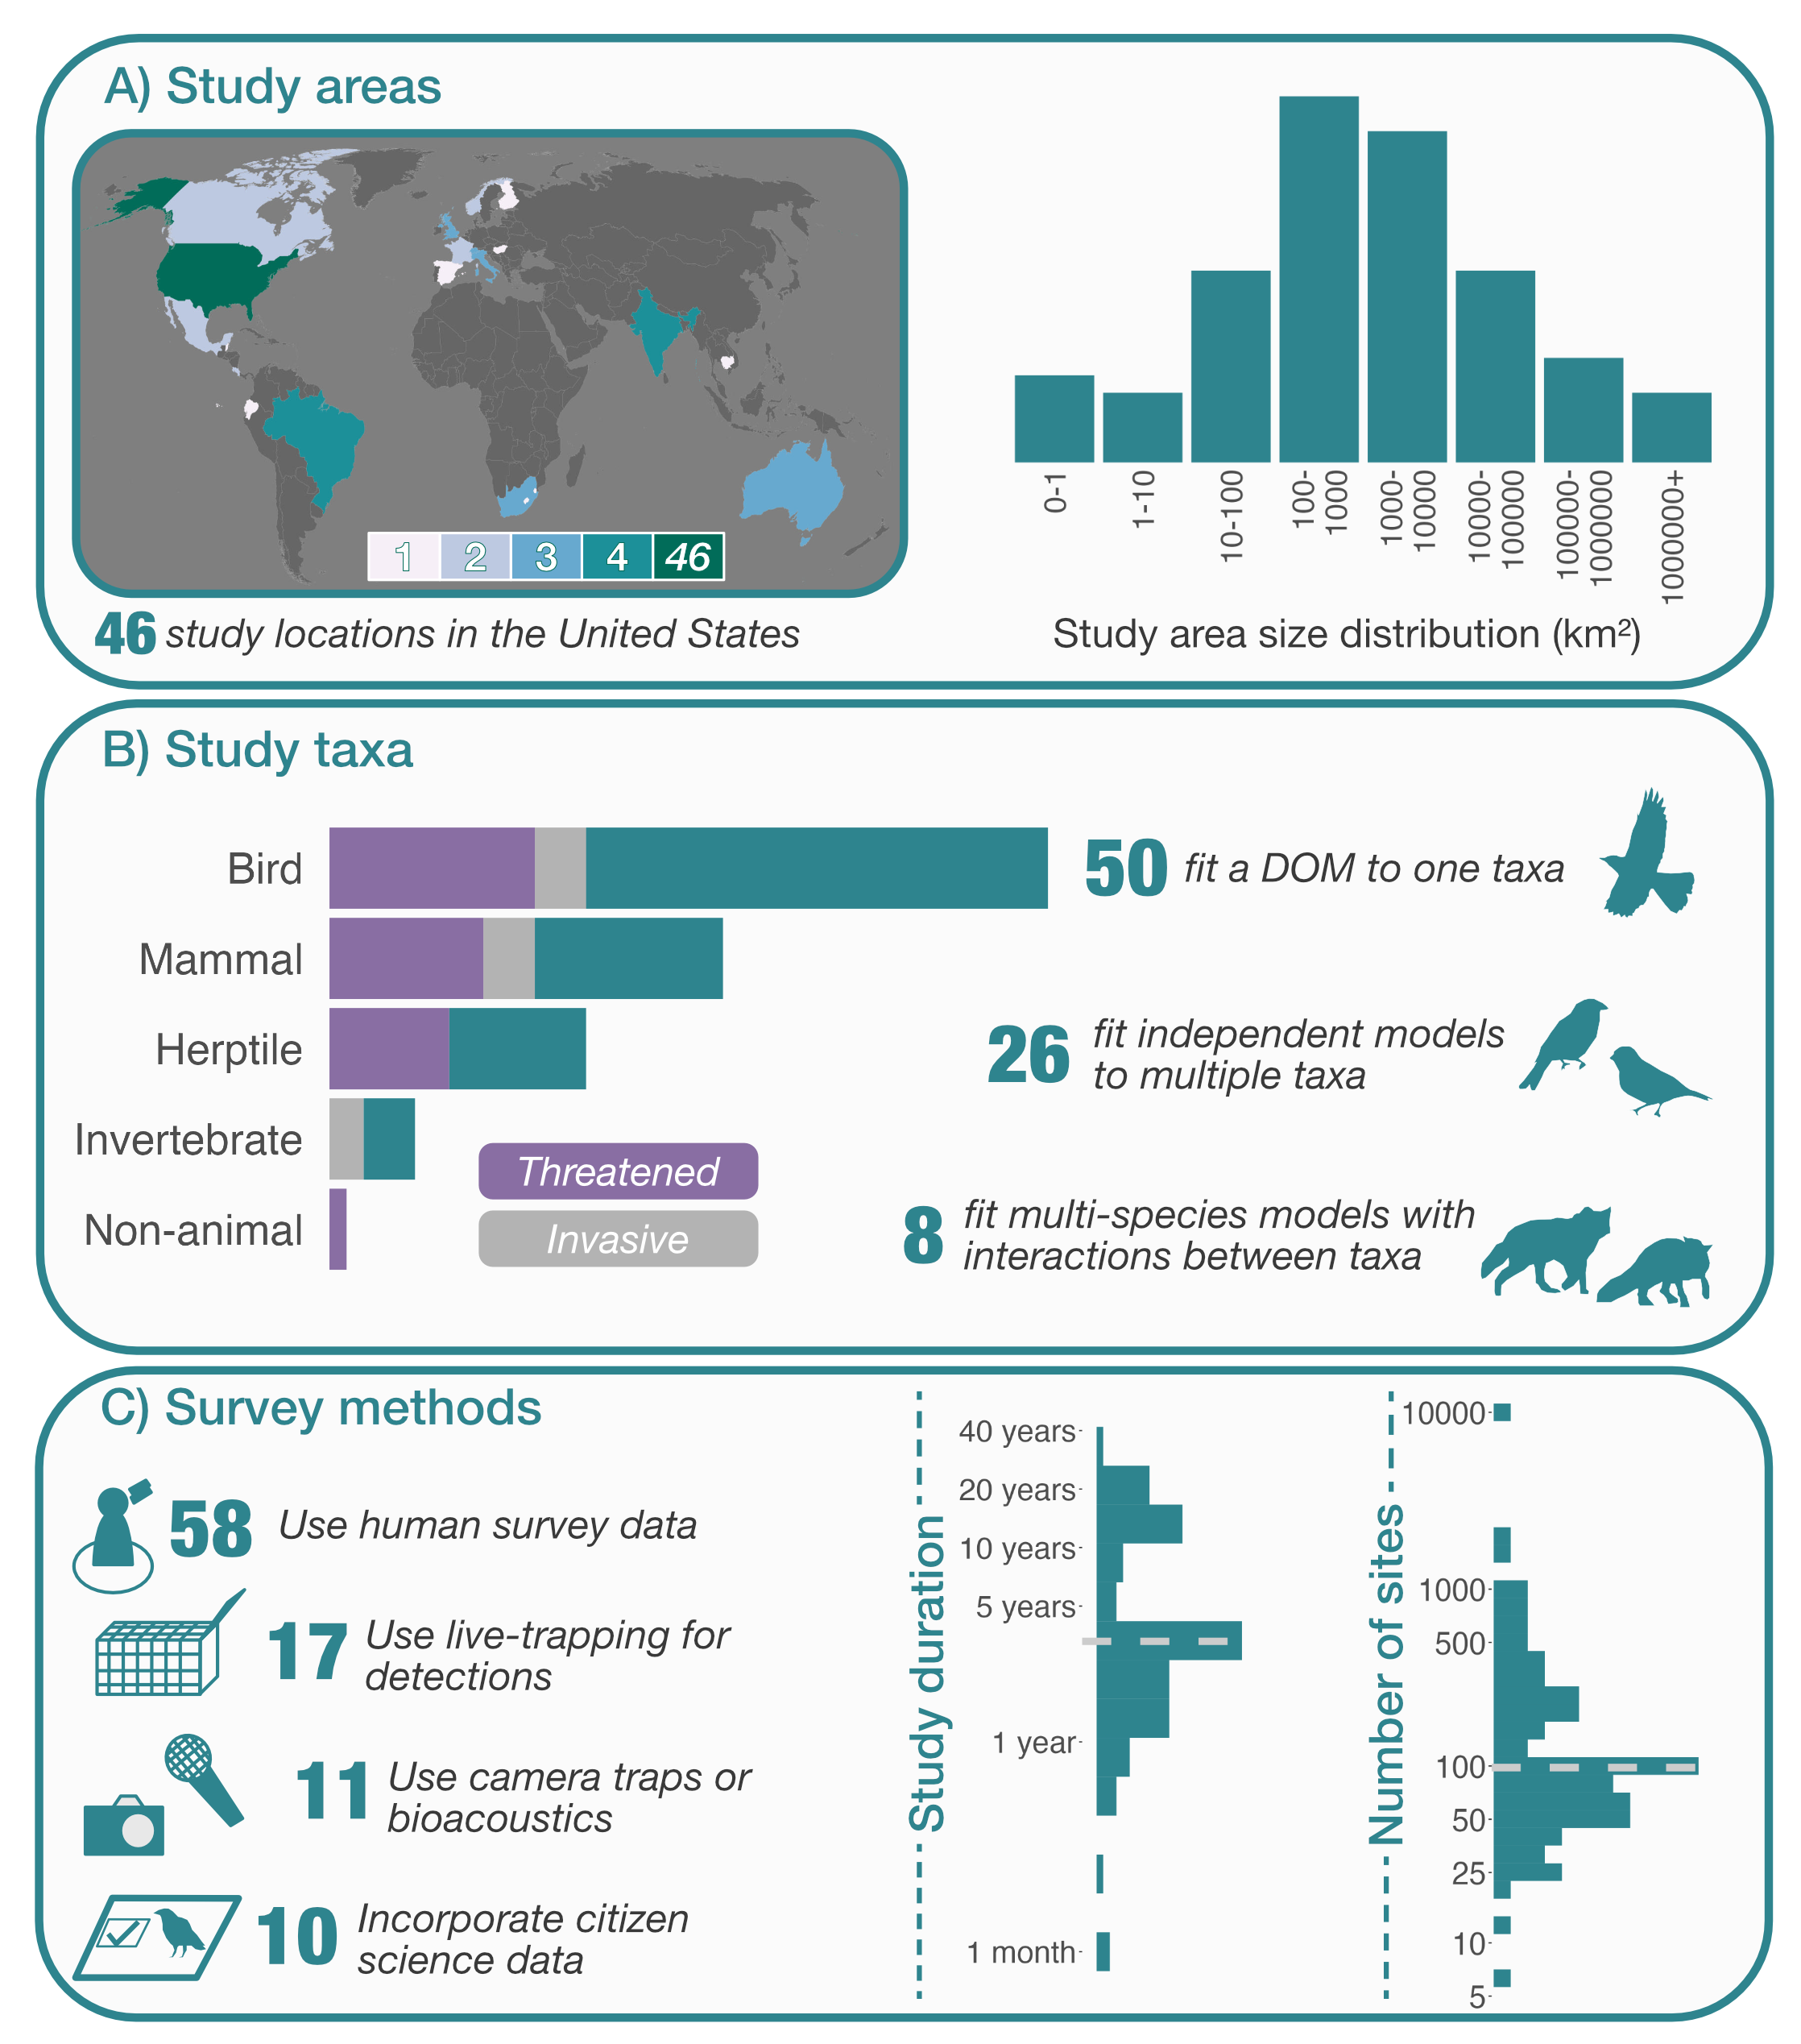 A) Study areas
1 2 3 4 46
46 study locations in the United States
0-1
1-10
10-100
100-
1000
1000-
10000
10000-
100000
100000-
1000000
1000000+
Study area size distribution (km²)
B) Study taxa
Bird
Mammal
Herptile
Invertebrate
Non-animal
Threatened
Invasive
50 fit a DOM to one taxa
26 fit independent models
to multiple taxa
8 fit multi-species models with
interactions between taxa
C) Survey methods
58 Use human survey data
17 Use live-trapping for
detections
11 Use camera traps or
bioacoustics
10 Incorporate citizen
science data
Study duration
40 years
20 years
10 years
5 years
1 year
1 month
Number of sites
10000
1000
500
100
50
25
10
5